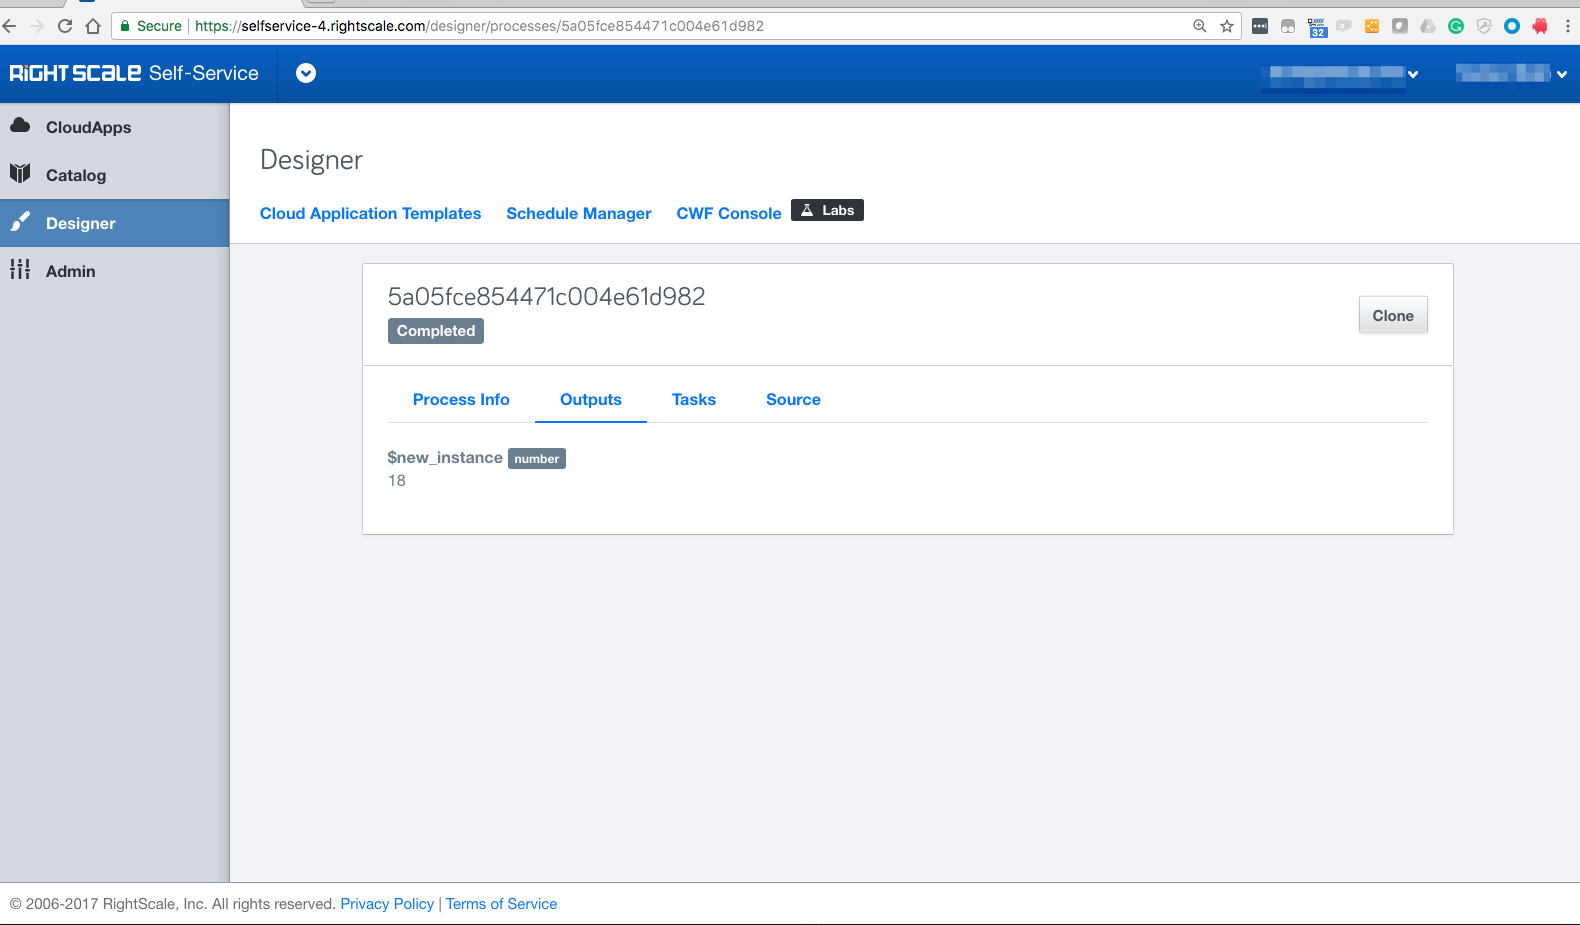 Secure https://selfservice-4.rightscale.com/designer/processes/5a05fce854471c004e61d982
32
RIGHTSCALE Self-Service
CloudApps
Catalog
Designer
Admin
Designer
Cloud Application Templates Schedule Manager CWF Console Labs
5a05fce854471c004e61d982
Completed
Clone
Process Info Outputs Tasks Source
$new_instance number
18
© 2006-2017 RightScale, Inc. All rights reserved. Privacy Policy | Terms of Service